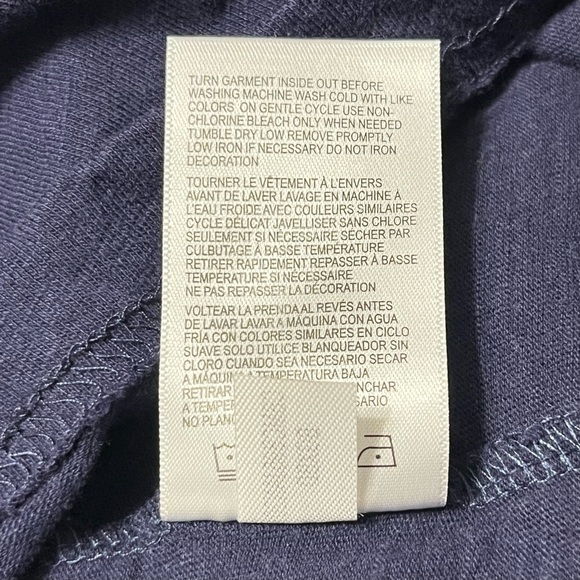 TURN GARMENT INSIDE OUT BEFORE
WASHING MACHINE WASH COLD WITH LIKE
COLORS ON GENTLE CYCLE USE NON-
CHLORINE BLEACH ONLY WHEN NEEDED
TUMBLE DRY LOW REMOVE PROMPTLY
LOW IRON IF NECESSARY DO NOT IRON
DECORATION
TOURNER LE VÊTEMENT À L'ENVERS
AVANT DE LAVER LAVAGE EN MACHINE À
L'EAU FROIDE AVEC COULEURS SIMILAIRES
CYCLE DÉLICAT JAVELLISER SANS CHLORE
SEULEMENT SI NÉCESSAIRE SÉCHER PAR
CULBUTAGE À BASSE TEMPÉRATURE
RETIRER RAPIDEMENT REPASSER À BASSE
TEMPÉRATURE SI NÉCESSAIRE
NE PAS REPASSER LA DÉCORATION
VOLTEAR LA PRENDA AL REVÉS ANTES
DE LAVAR LAVAR A MÁQUINA CON AGUA
FRÍA CON COLORES SIMILARES EN CICLO
SUAVE SOLO UTILICE BLANQUEADOR SIN
CLORO CUANDO SEA NECESARIO SECAR
A MÁQUINA A TEMPERATURA BAJA
RETIRAR
A
NO